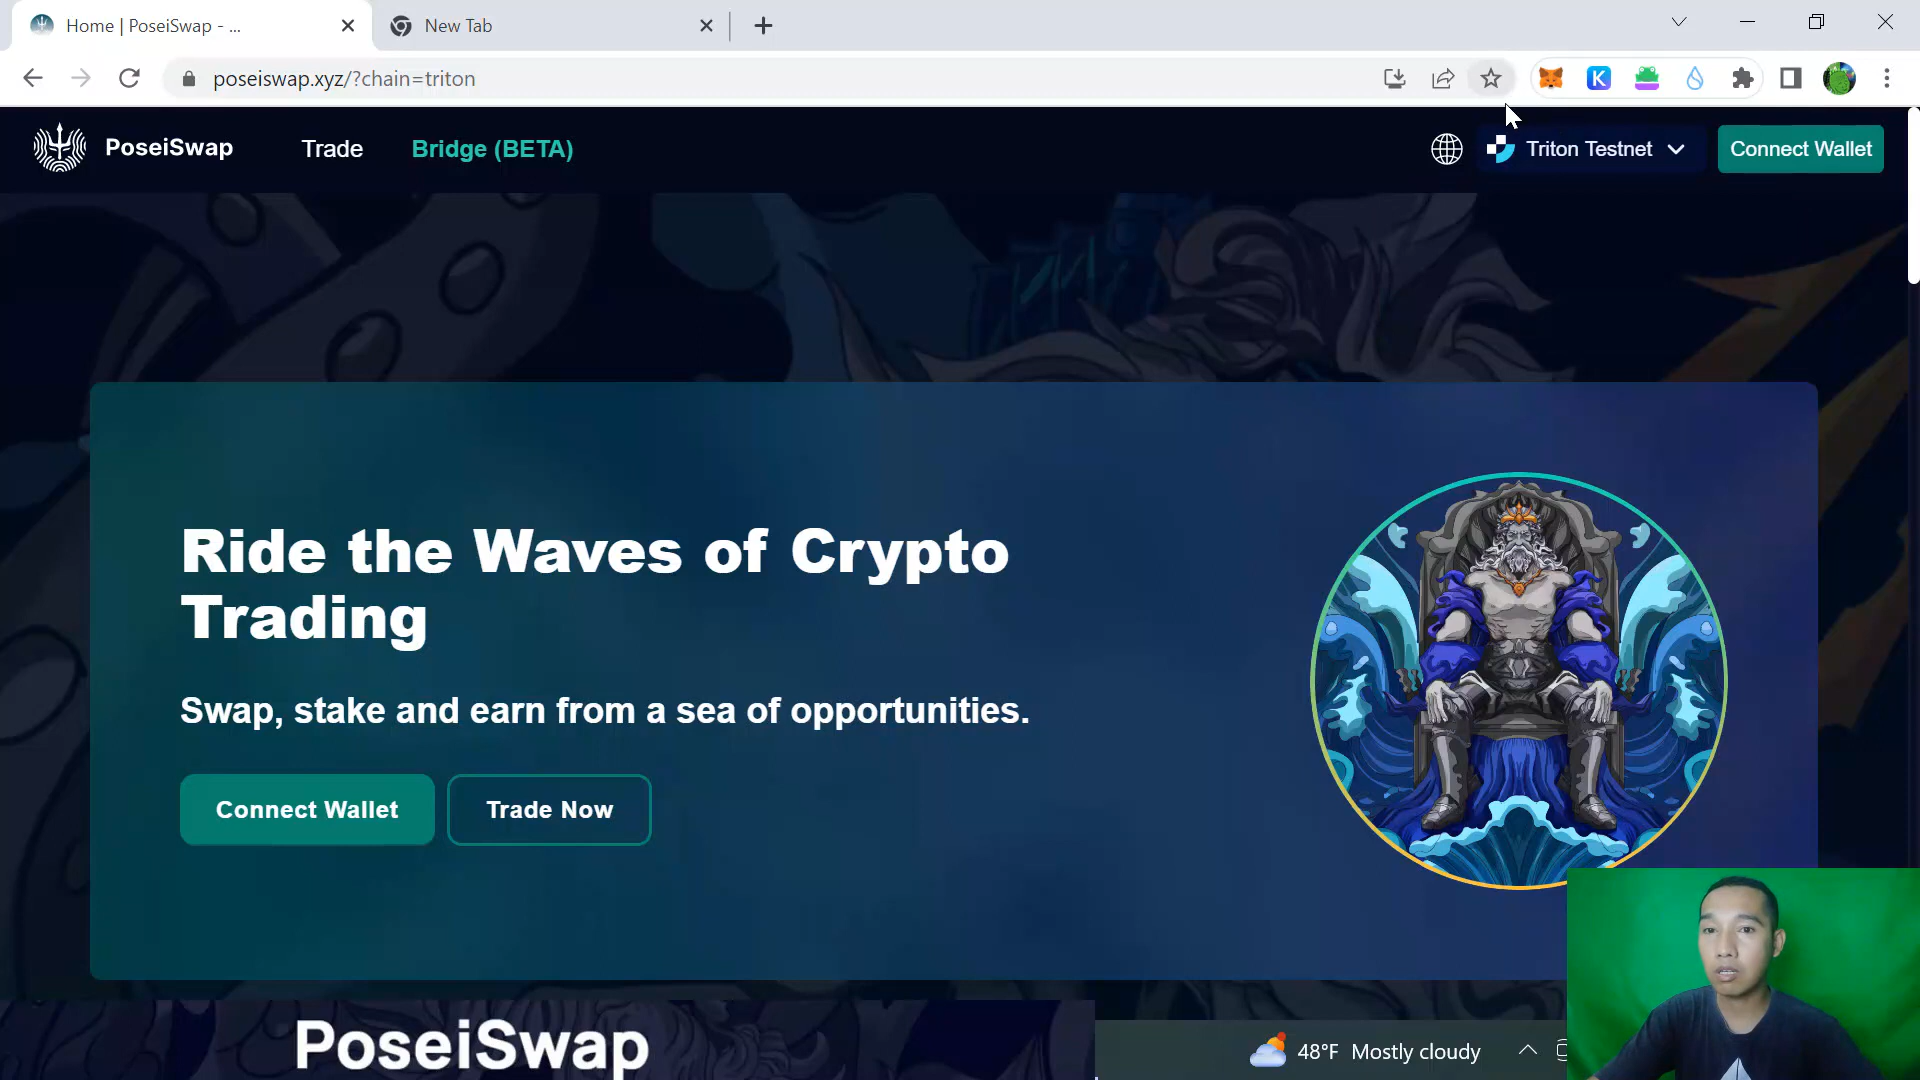 Home | PoseiSwap - ...
New Tab
poseiswap.xyz/?chain=triton
PoseiSwap
Trade
Bridge (BETA)
Triton Testnet
Connect Wallet
Ride the Waves of Crypto
Trading
Swap, stake and earn from a sea of opportunities.
Connect Wallet
Trade Now
PoseiSwap
48°F Mostly cloudy